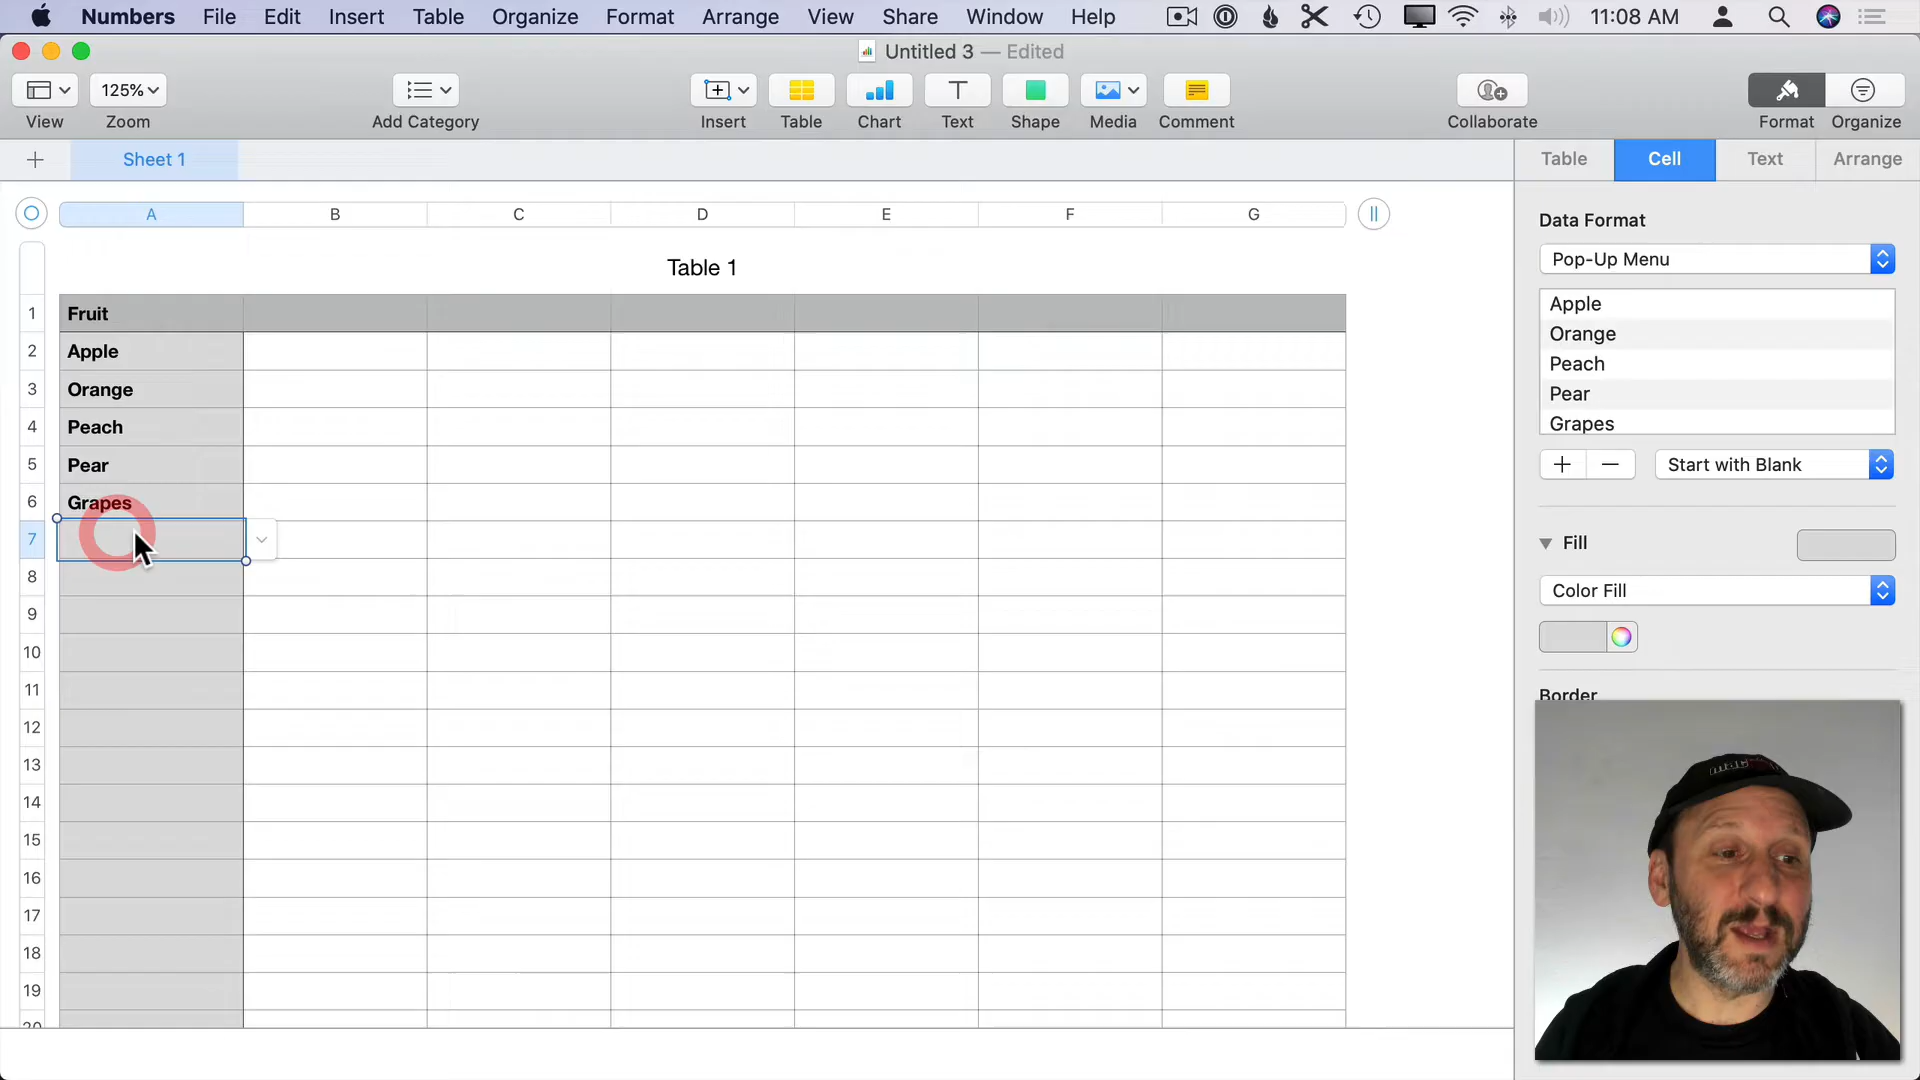 Numbers File Edit Insert Table Organize Format Arrange View Share Window Help 11:08 AM
Untitled 3 — Edited
125%
View Zoom Add Category Insert Table Chart Text Shape Media Comment Collaborate Format Organize
Sheet 1
Table Cell Text Arrange
A B C D E F G
Table 1
1 Fruit
2 Apple
3 Orange
4 Peach
5 Pear
6 Grapes
7
8
9
10
11
12
13
14
15
16
17
18
19
20
Data Format
Pop-Up Menu
Apple
Orange
Peach
Pear
Grapes
Start with Blank
Fill
Color Fill
Border